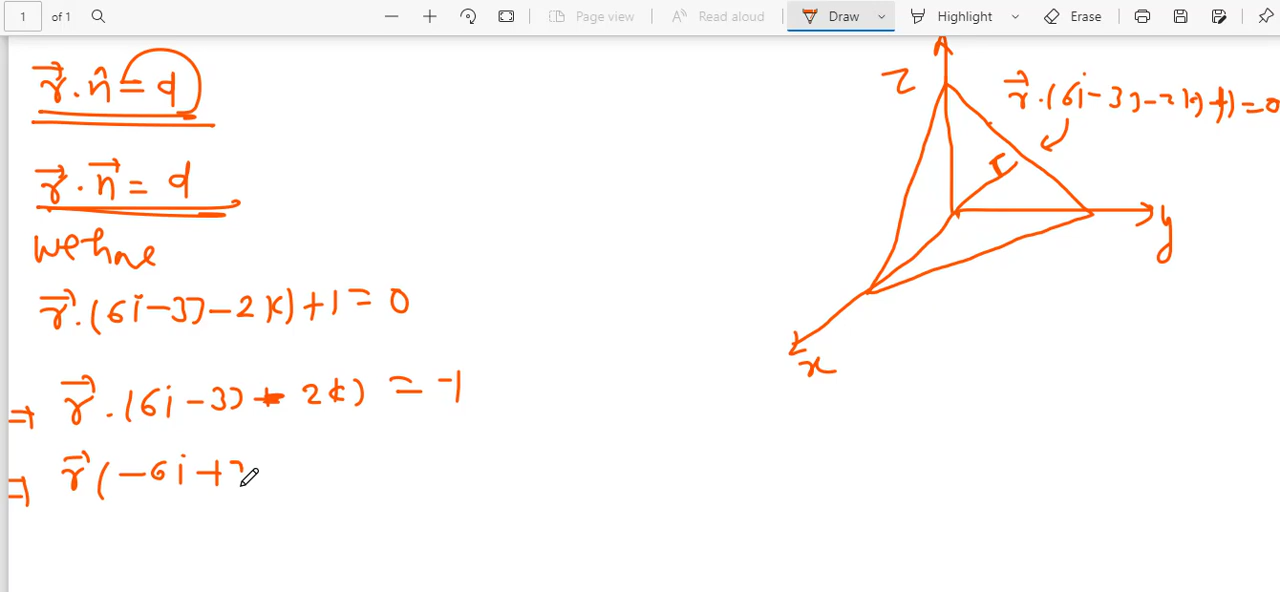 1 of 1 Page view Read aloud Draw Highlight Erase
r⃗ . n̂ = d
r⃗ . n⃗ = d
we have
r⃗ . (6i - 3j - 2k) + 1 = 0
⇒ r⃗ . (6i - 3j - 2k) = -1
⇒ r⃗ (-6i + 3
z
r⃗ . (6i - 3j - 2k) + 1) = 0
y
x